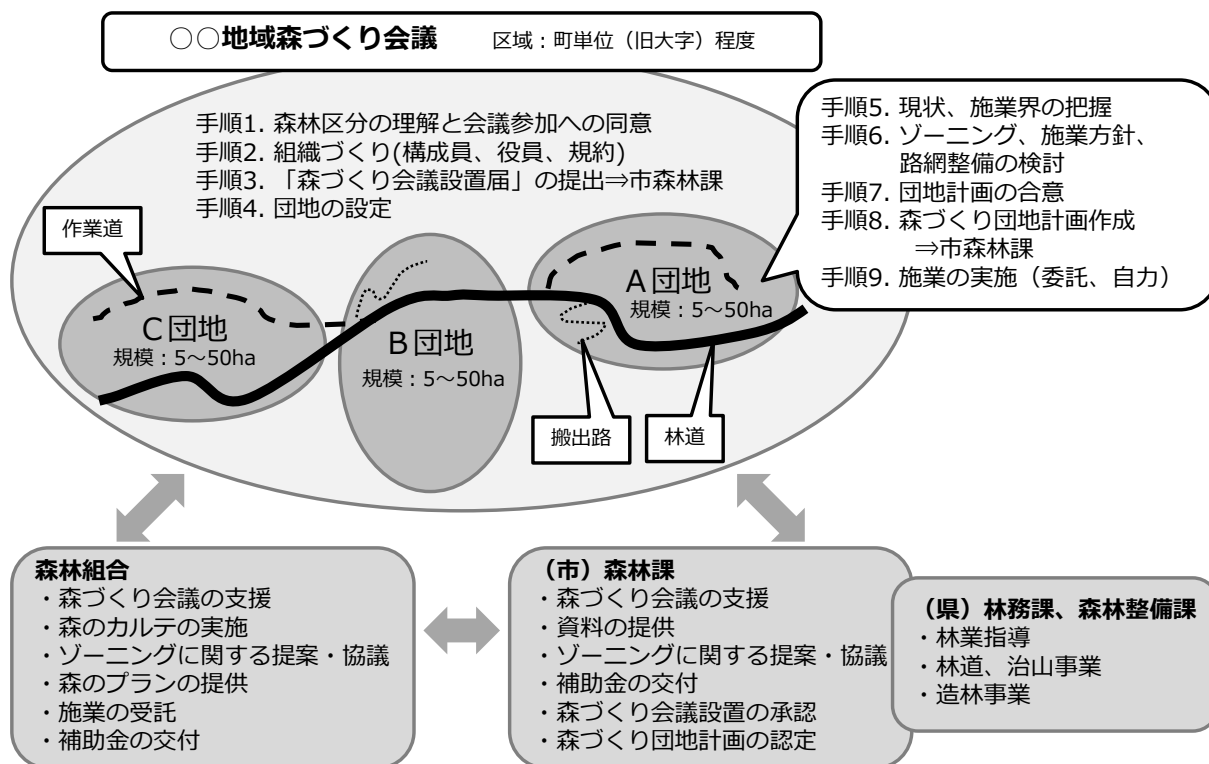 ○○地域森づくり会議 区域：町単位（旧大字）程度
手順1. 森林区分の理解と会議参加への同意
手順2. 組織づくり(構成員、役員、規約)
手順3. 「森づくり会議設置届」の提出⇒市森林課
手順4. 団地の設定
手順5. 現状、施業界の把握
手順6. ゾーニング、施業方針、
路網整備の検討
手順7. 団地計画の合意
手順8. 森づくり団地計画作成
⇒市森林課
手順9. 施業の実施（委託、自力）
作業道
C団地
規模：5～50ha
B団地
規模：5～50ha
A団地
規模：5～50ha
搬出路
林道
森林組合
・森づくり会議の支援
・森のカルテの実施
・ゾーニングに関する提案・協議
・森のプランの提供
・施業の受託
・補助金の交付
（市）森林課
・森づくり会議の支援
・資料の提供
・ゾーニングに関する提案・協議
・補助金の交付
・森づくり会議設置の承認
・森づくり団地計画の認定
（県）林務課、森林整備課
・林業指導
・林道、治山事業
・造林事業